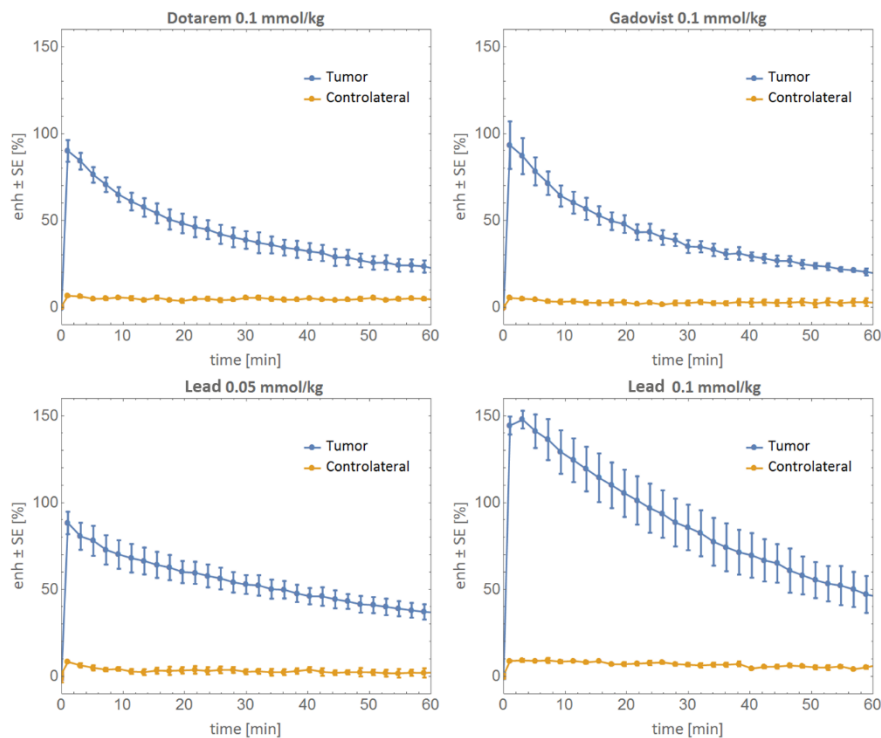 Dotarem 0.1 mmol/kg
150
100
50
0
enh ± SE [%]
Tumor
Controlateral
0 10 20 30 40 50 60
time [min]
Gadovist 0.1 mmol/kg
150
100
50
0
enh ± SE [%]
Tumor
Controlateral
0 10 20 30 40 50 60
time [min]
Lead 0.05 mmol/kg
150
100
50
0
enh ± SE [%]
Tumor
Controlateral
0 10 20 30 40 50 60
time [min]
Lead 0.1 mmol/kg
150
100
50
0
enh ± SE [%]
Tumor
Controlateral
0 10 20 30 40 50 60
time [min]